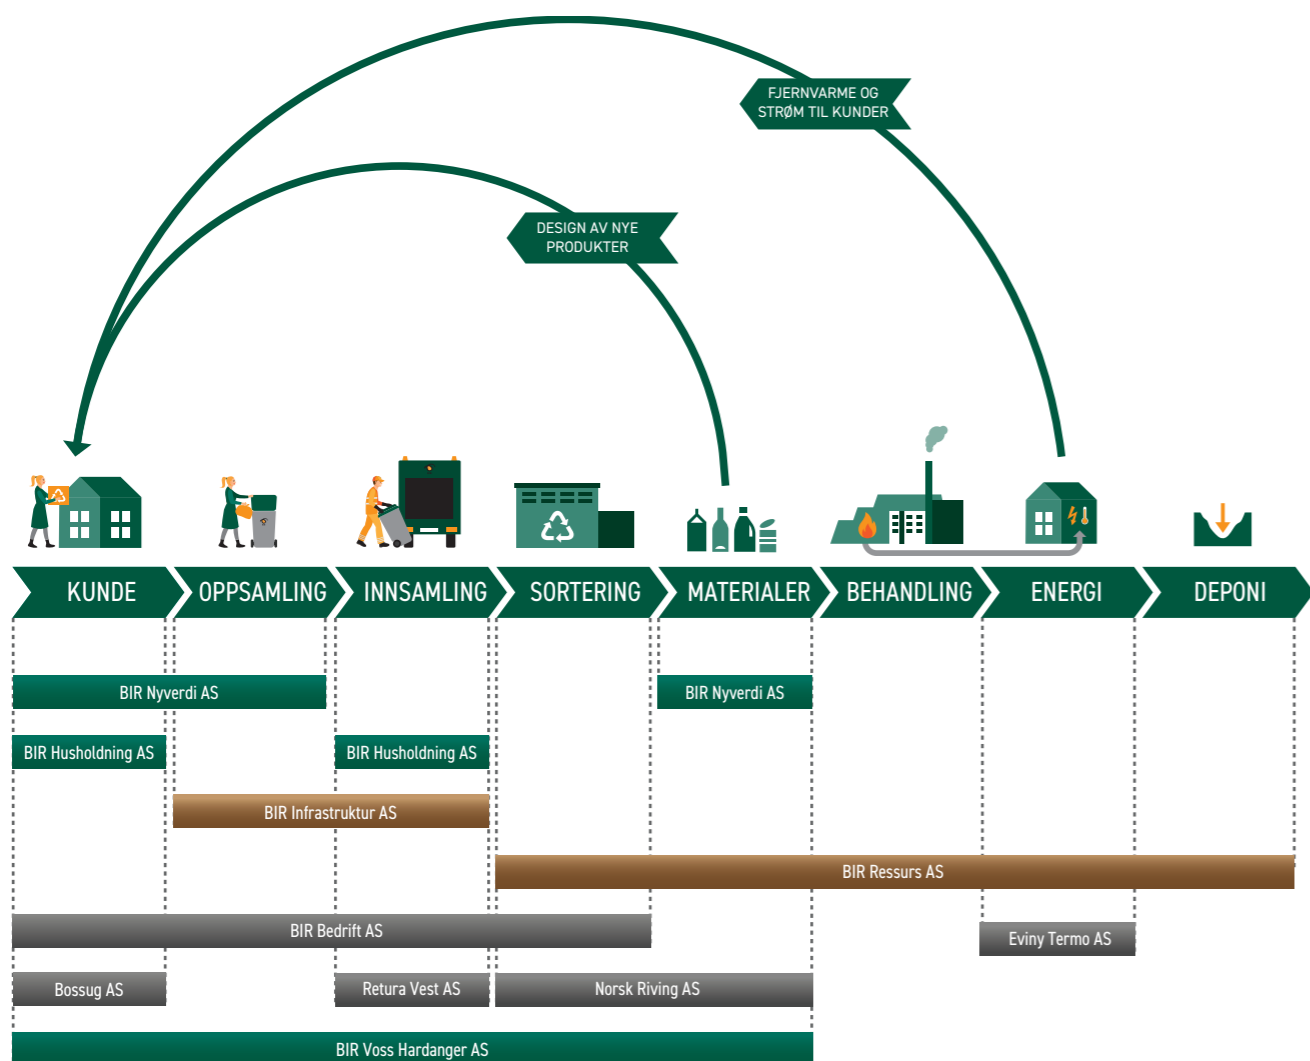 FJERNVARME OG
STRØM TIL KUNDER
DESIGN AV NYE
PRODUKTER
KUNDE
OPPSAMLING
INNSAMLING
SORTERING
MATERIALER
BEHANDLING
ENERGI
DEPONI
BIR Nyverdi AS
BIR Nyverdi AS
BIR Husholdning AS
BIR Husholdning AS
BIR Infrastruktur AS
BIR Ressurs AS
BIR Bedrift AS
Eviny Termo AS
Bossug AS
Retura Vest AS
Norsk Riving AS
BIR Voss Hardanger AS